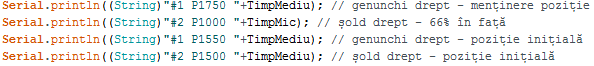 Serial.println((String)"#1 P1750 "+TimpMediu); // genunchi drept - menținere poziție
Serial.println((String)"#2 P1000 "+TimpMic); // șold drept - 66% în față
Serial.println((String)"#1 P1550 "+TimpMediu); // genunchi drept - poziție inițială
Serial.println((String)"#2 P1500 "+TimpMediu); // șold drept - poziție inițială